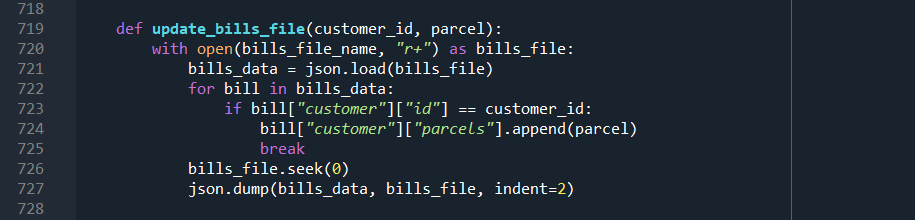 718
719 def update_bills_file(customer_id, parcel):
720 with open(bills_file_name, "r+") as bills_file:
721 bills_data = json.load(bills_file)
722 for bill in bills_data:
723 if bill["customer"]["id"] == customer_id:
724 bill["customer"]["parcels"].append(parcel)
725 break
726 bills_file.seek(0)
727 json.dump(bills_data, bills_file, indent=2)
728